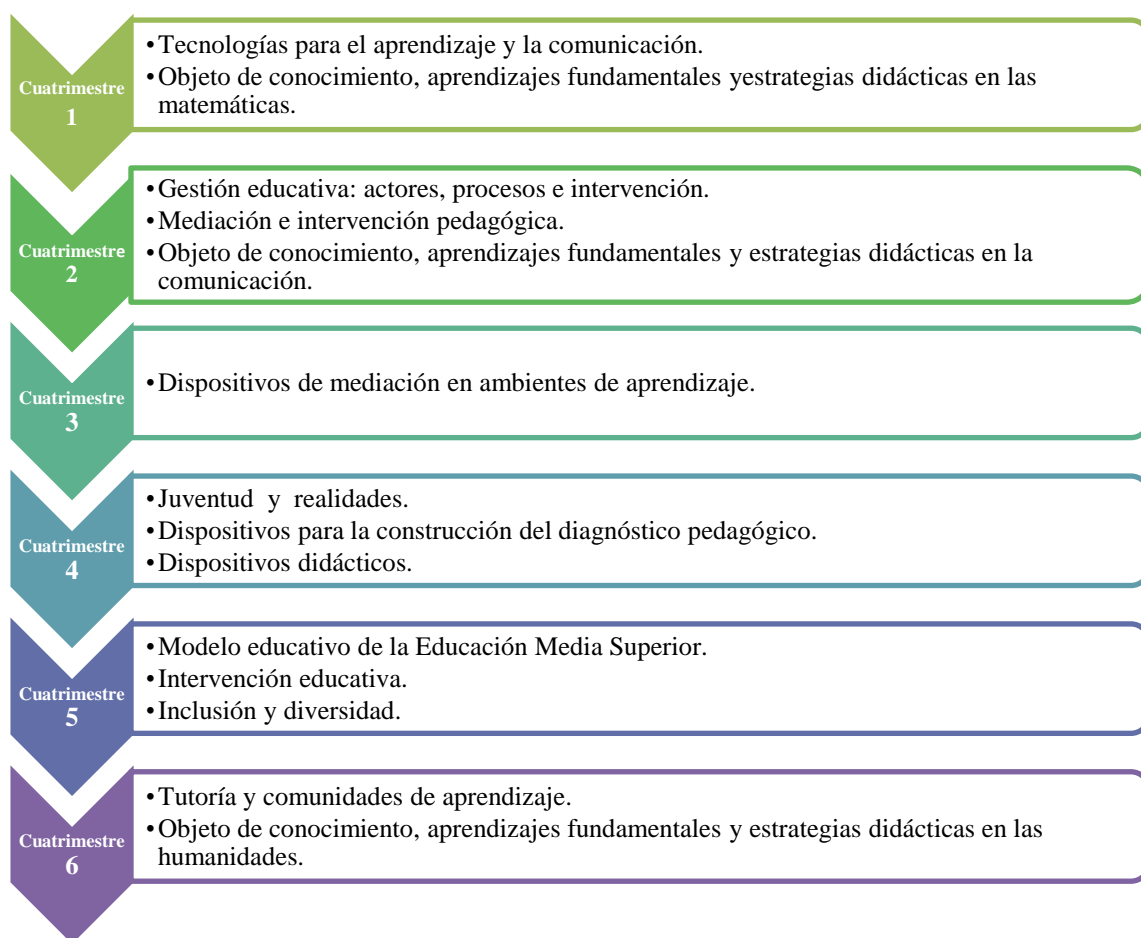 Cuatrimestre
1
•Tecnologías para el aprendizaje y la comunicación.
•Objeto de conocimiento, aprendizajes fundamentales yestrategias didácticas en las
matemáticas.
Cuatrimestre
2
•Gestión educativa: actores, procesos e intervención.
•Mediación e intervención pedagógica.
•Objeto de conocimiento, aprendizajes fundamentales y estrategias didácticas en la
comunicación.
Cuatrimestre
3
•Dispositivos de mediación en ambientes de aprendizaje.
Cuatrimestre
4
•Juventud y realidades.
•Dispositivos para la construcción del diagnóstico pedagógico.
•Dispositivos didácticos.
Cuatrimestre
5
•Modelo educativo de la Educación Media Superior.
•Intervención educativa.
•Inclusión y diversidad.
Cuatrimestre
6
•Tutoría y comunidades de aprendizaje.
•Objeto de conocimiento, aprendizajes fundamentales y estrategias didácticas en las
humanidades.